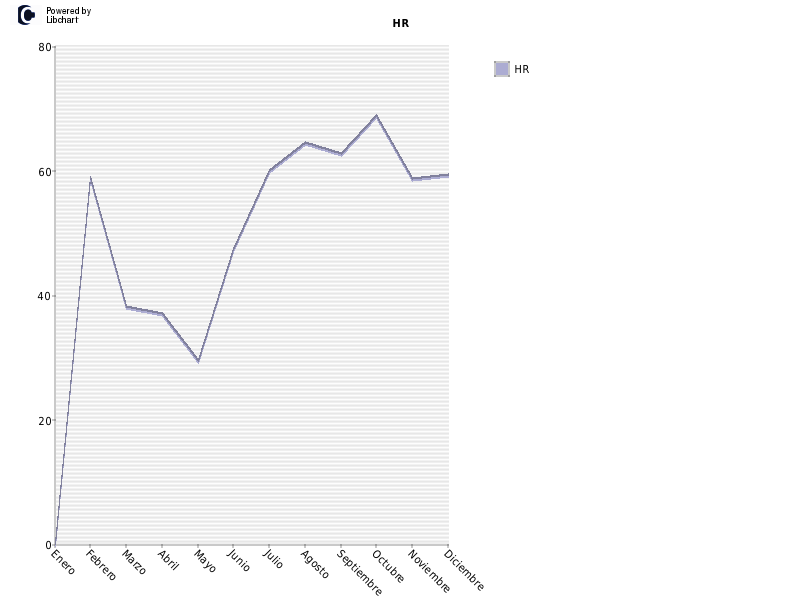 Powered by
Libchart
HR
HR
80
60
40
20
0
Enero
Febrero
Marzo
Abril
Mayo
Junio
Julio
Agosto
Septiembre
Octubre
Noviembre
Diciembre